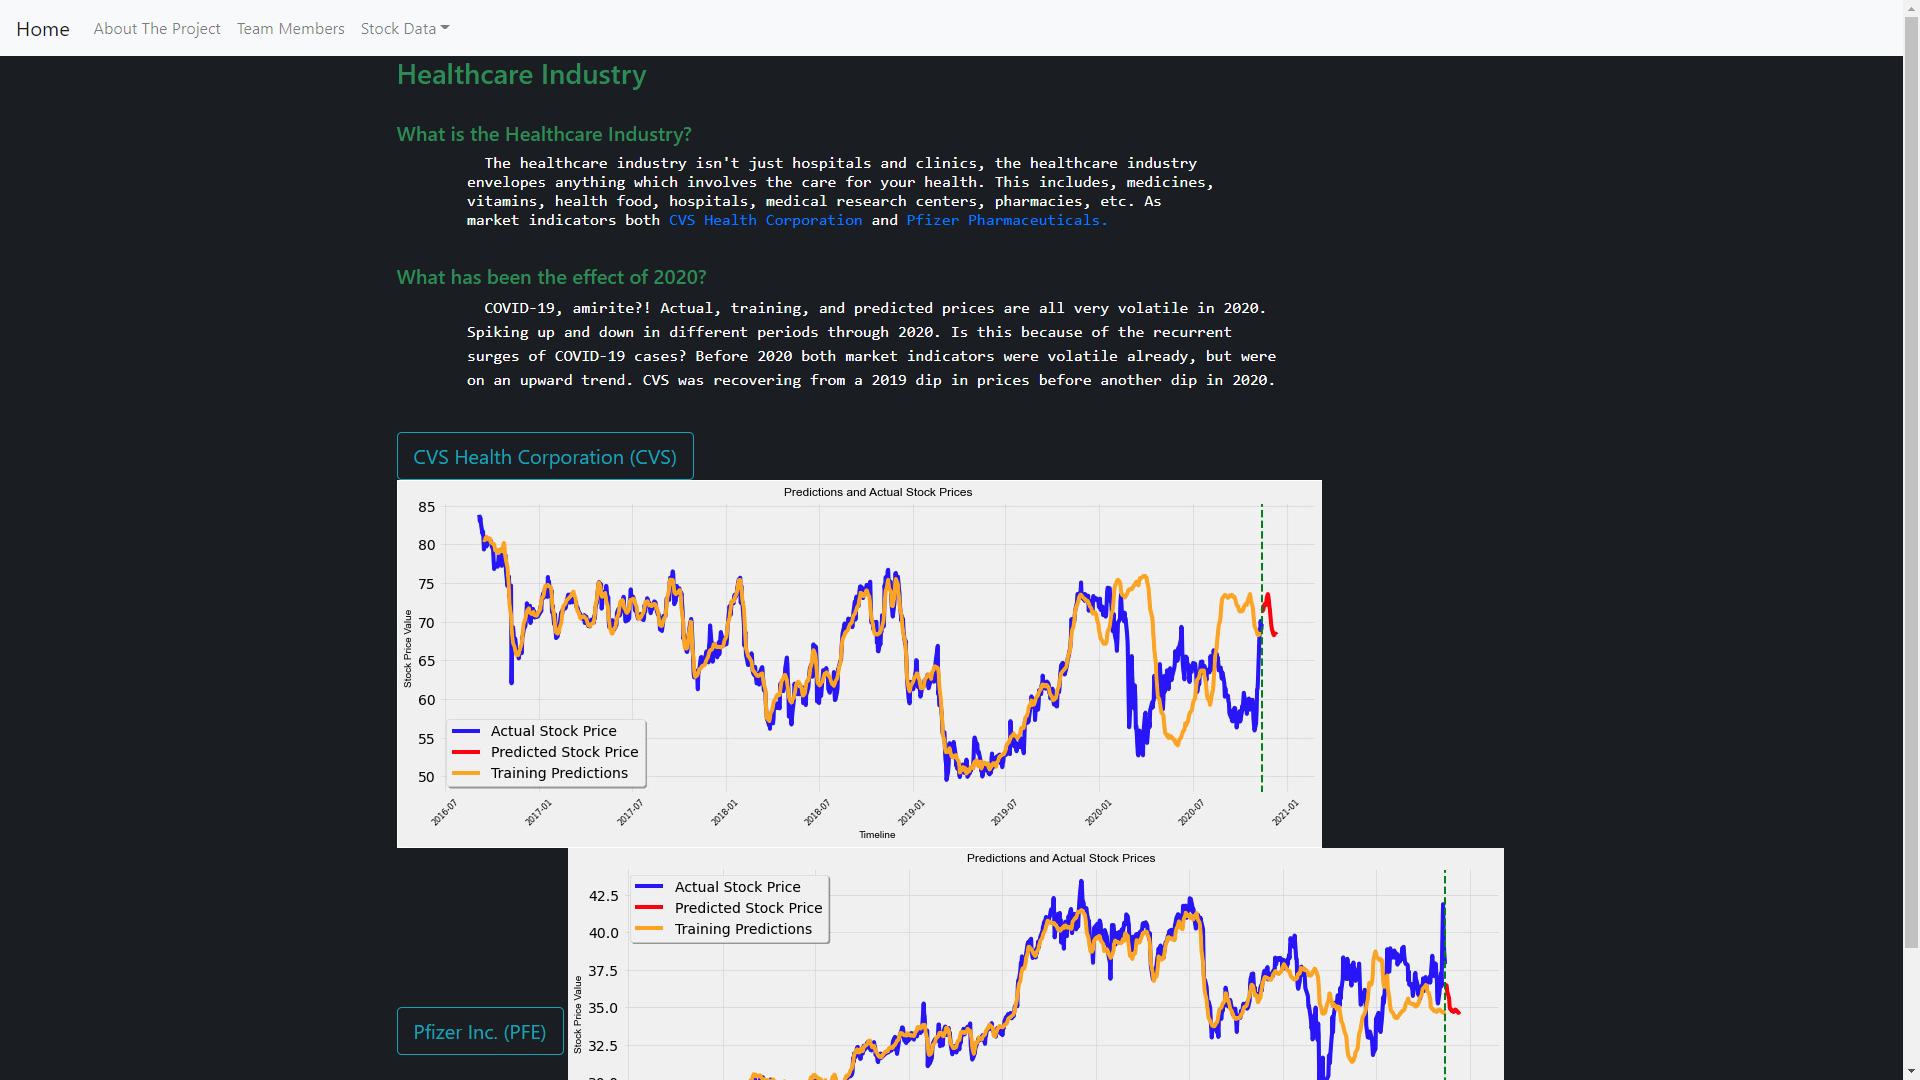 Home About The Project Team Members Stock Data
Healthcare Industry
What is the Healthcare Industry?
The healthcare industry isn't just hospitals and clinics, the healthcare industry
envelopes anything which involves the care for your health. This includes, medicines,
vitamins, health food, hospitals, medical research centers, pharmacies, etc. As
market indicators both CVS Health Corporation and Pfizer Pharmaceuticals.
What has been the effect of 2020?
COVID-19, amirite?! Actual, training, and predicted prices are all very volatile in 2020.
Spiking up and down in different periods through 2020. Is this because of the recurrent
surges of COVID-19 cases? Before 2020 both market indicators were volatile already, but were
on an upward trend. CVS was recovering from a 2019 dip in prices before another dip in 2020.
CVS Health Corporation (CVS)
Predictions and Actual Stock Prices
85
80
75
70
65
60
55
50
Stock Price Value
Actual Stock Price
Predicted Stock Price
Training Predictions
2016-07 2017-01 2017-07 2018-01 2018-07 2019-01 2019-07 2020-01 2020-07 2021-01
Timeline
Pfizer Inc. (PFE)
Predictions and Actual Stock Prices
Actual Stock Price
Predicted Stock Price
Training Predictions
42.5
40.0
37.5
35.0
32.5
30.0
Stock Price Value